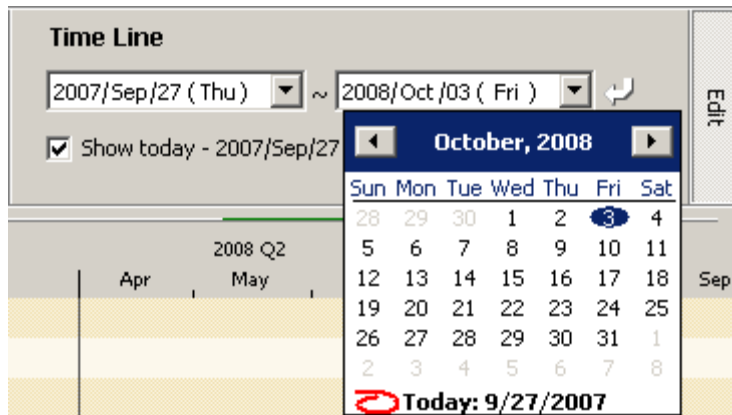 Time Line
2007/Sep/27 ( Thu ) ~ 2008/Oct /03 ( Fri )
Edit
Show today - 2007/Sep/27
October, 2008
Sun Mon Tue Wed Thu Fri Sat
28 29 30 1 2 3 4
5 6 7 8 9 10 11
12 13 14 15 16 17 18
19 20 21 22 23 24 25
26 27 28 29 30 31 1
2 3 4 5 6 7 8
Today: 9/27/2007
2008 Q2
Apr May Sep